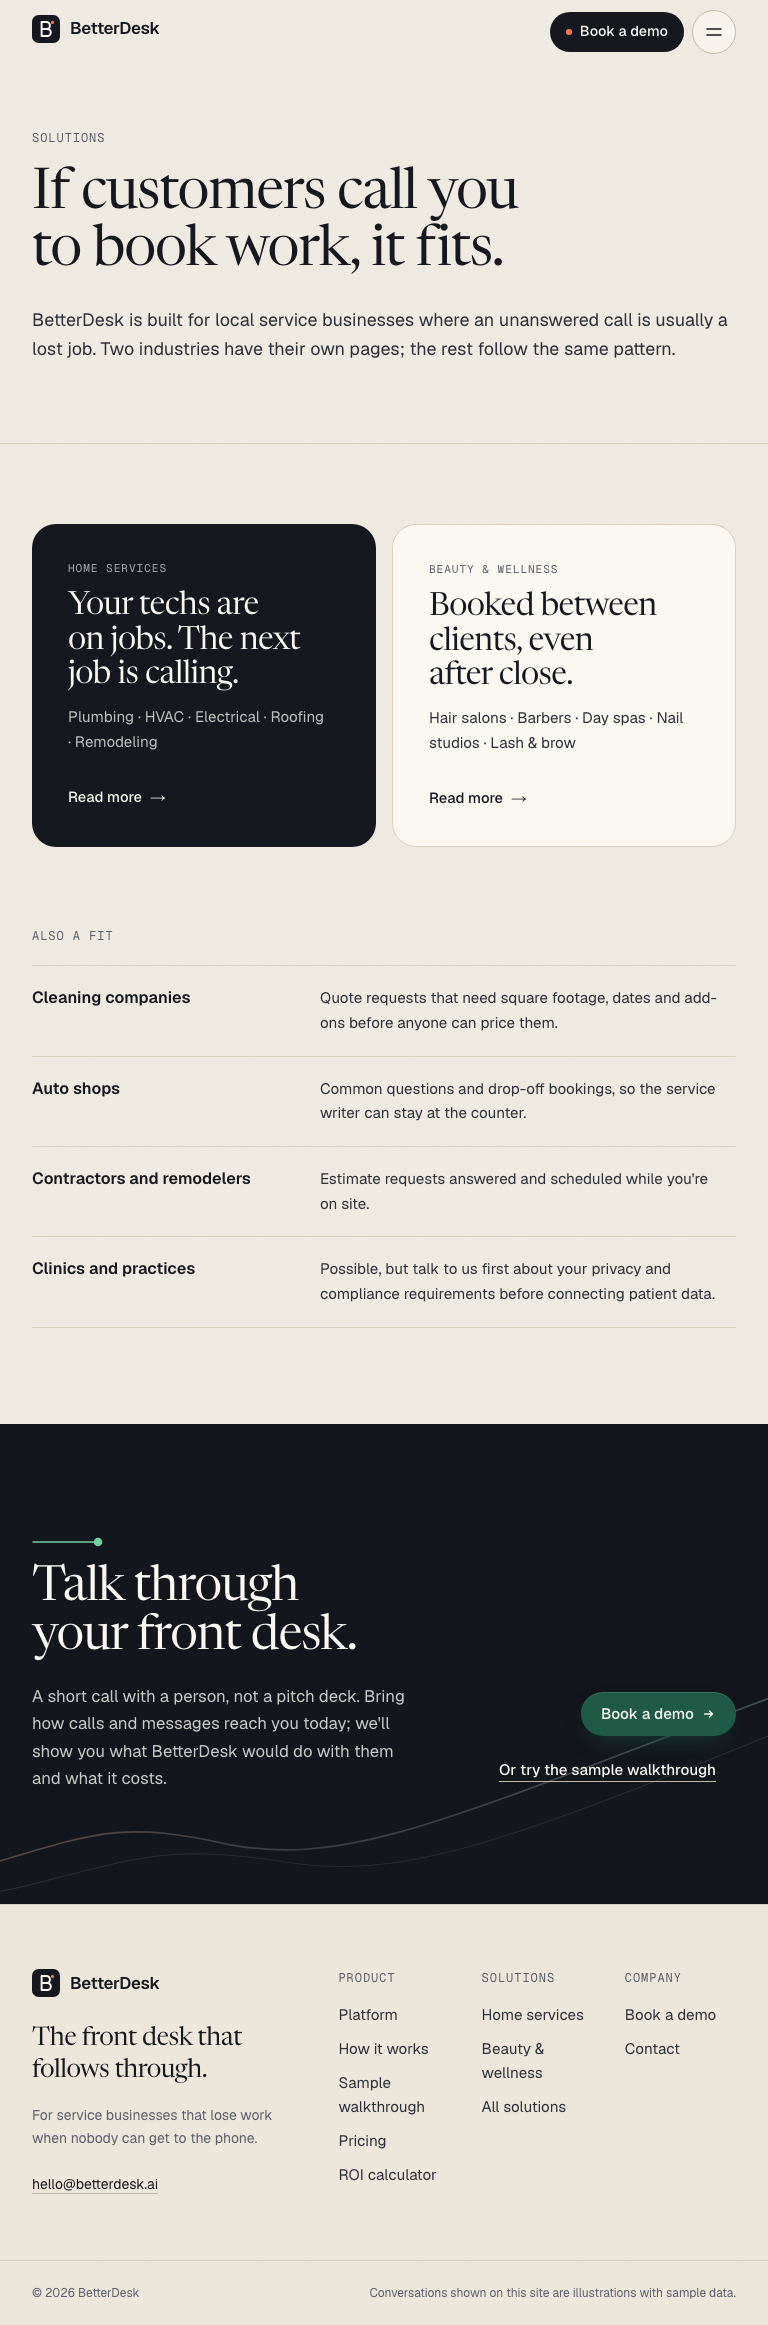 BetterDesk
Book a demo
SOLUTIONS
If customers call you
to book work, it fits.
BetterDesk is built for local service businesses where an unanswered call is usually a
lost job. Two industries have their own pages; the rest follow the same pattern.
HOME SERVICES
Your techs are
on jobs. The next
job is calling.
Plumbing · HVAC · Electrical · Roofing
· Remodeling
Read more →
BEAUTY & WELLNESS
Booked between
clients, even
after close.
Hair salons · Barbers · Day spas · Nail
studios · Lash & brow
Read more →
ALSO A FIT
Cleaning companies
Quote requests that need square footage, dates and add-
ons before anyone can price them.
Auto shops
Common questions and drop-off bookings, so the service
writer can stay at the counter.
Contractors and remodelers
Estimate requests answered and scheduled while you're
on site.
Clinics and practices
Possible, but talk to us first about your privacy and
compliance requirements before connecting patient data.
Talk through
your front desk.
A short call with a person, not a pitch deck. Bring
how calls and messages reach you today; we'll
show you what BetterDesk would do with them
and what it costs.
Book a demo →
Or try the sample walkthrough
BetterDesk
The front desk that
follows through.
For service businesses that lose work
when nobody can get to the phone.
hello@betterdesk.ai
PRODUCT
Platform
How it works
Sample
walkthrough
Pricing
ROI calculator
SOLUTIONS
Home services
Beauty &
wellness
All solutions
COMPANY
Book a demo
Contact
© 2026 BetterDesk
Conversations shown on this site are illustrations with sample data.